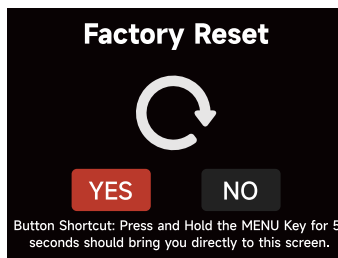 Factory Reset
YES
NO
Button Shortcut: Press and Hold the MENU Key for 5
seconds should bring you directly to this screen.